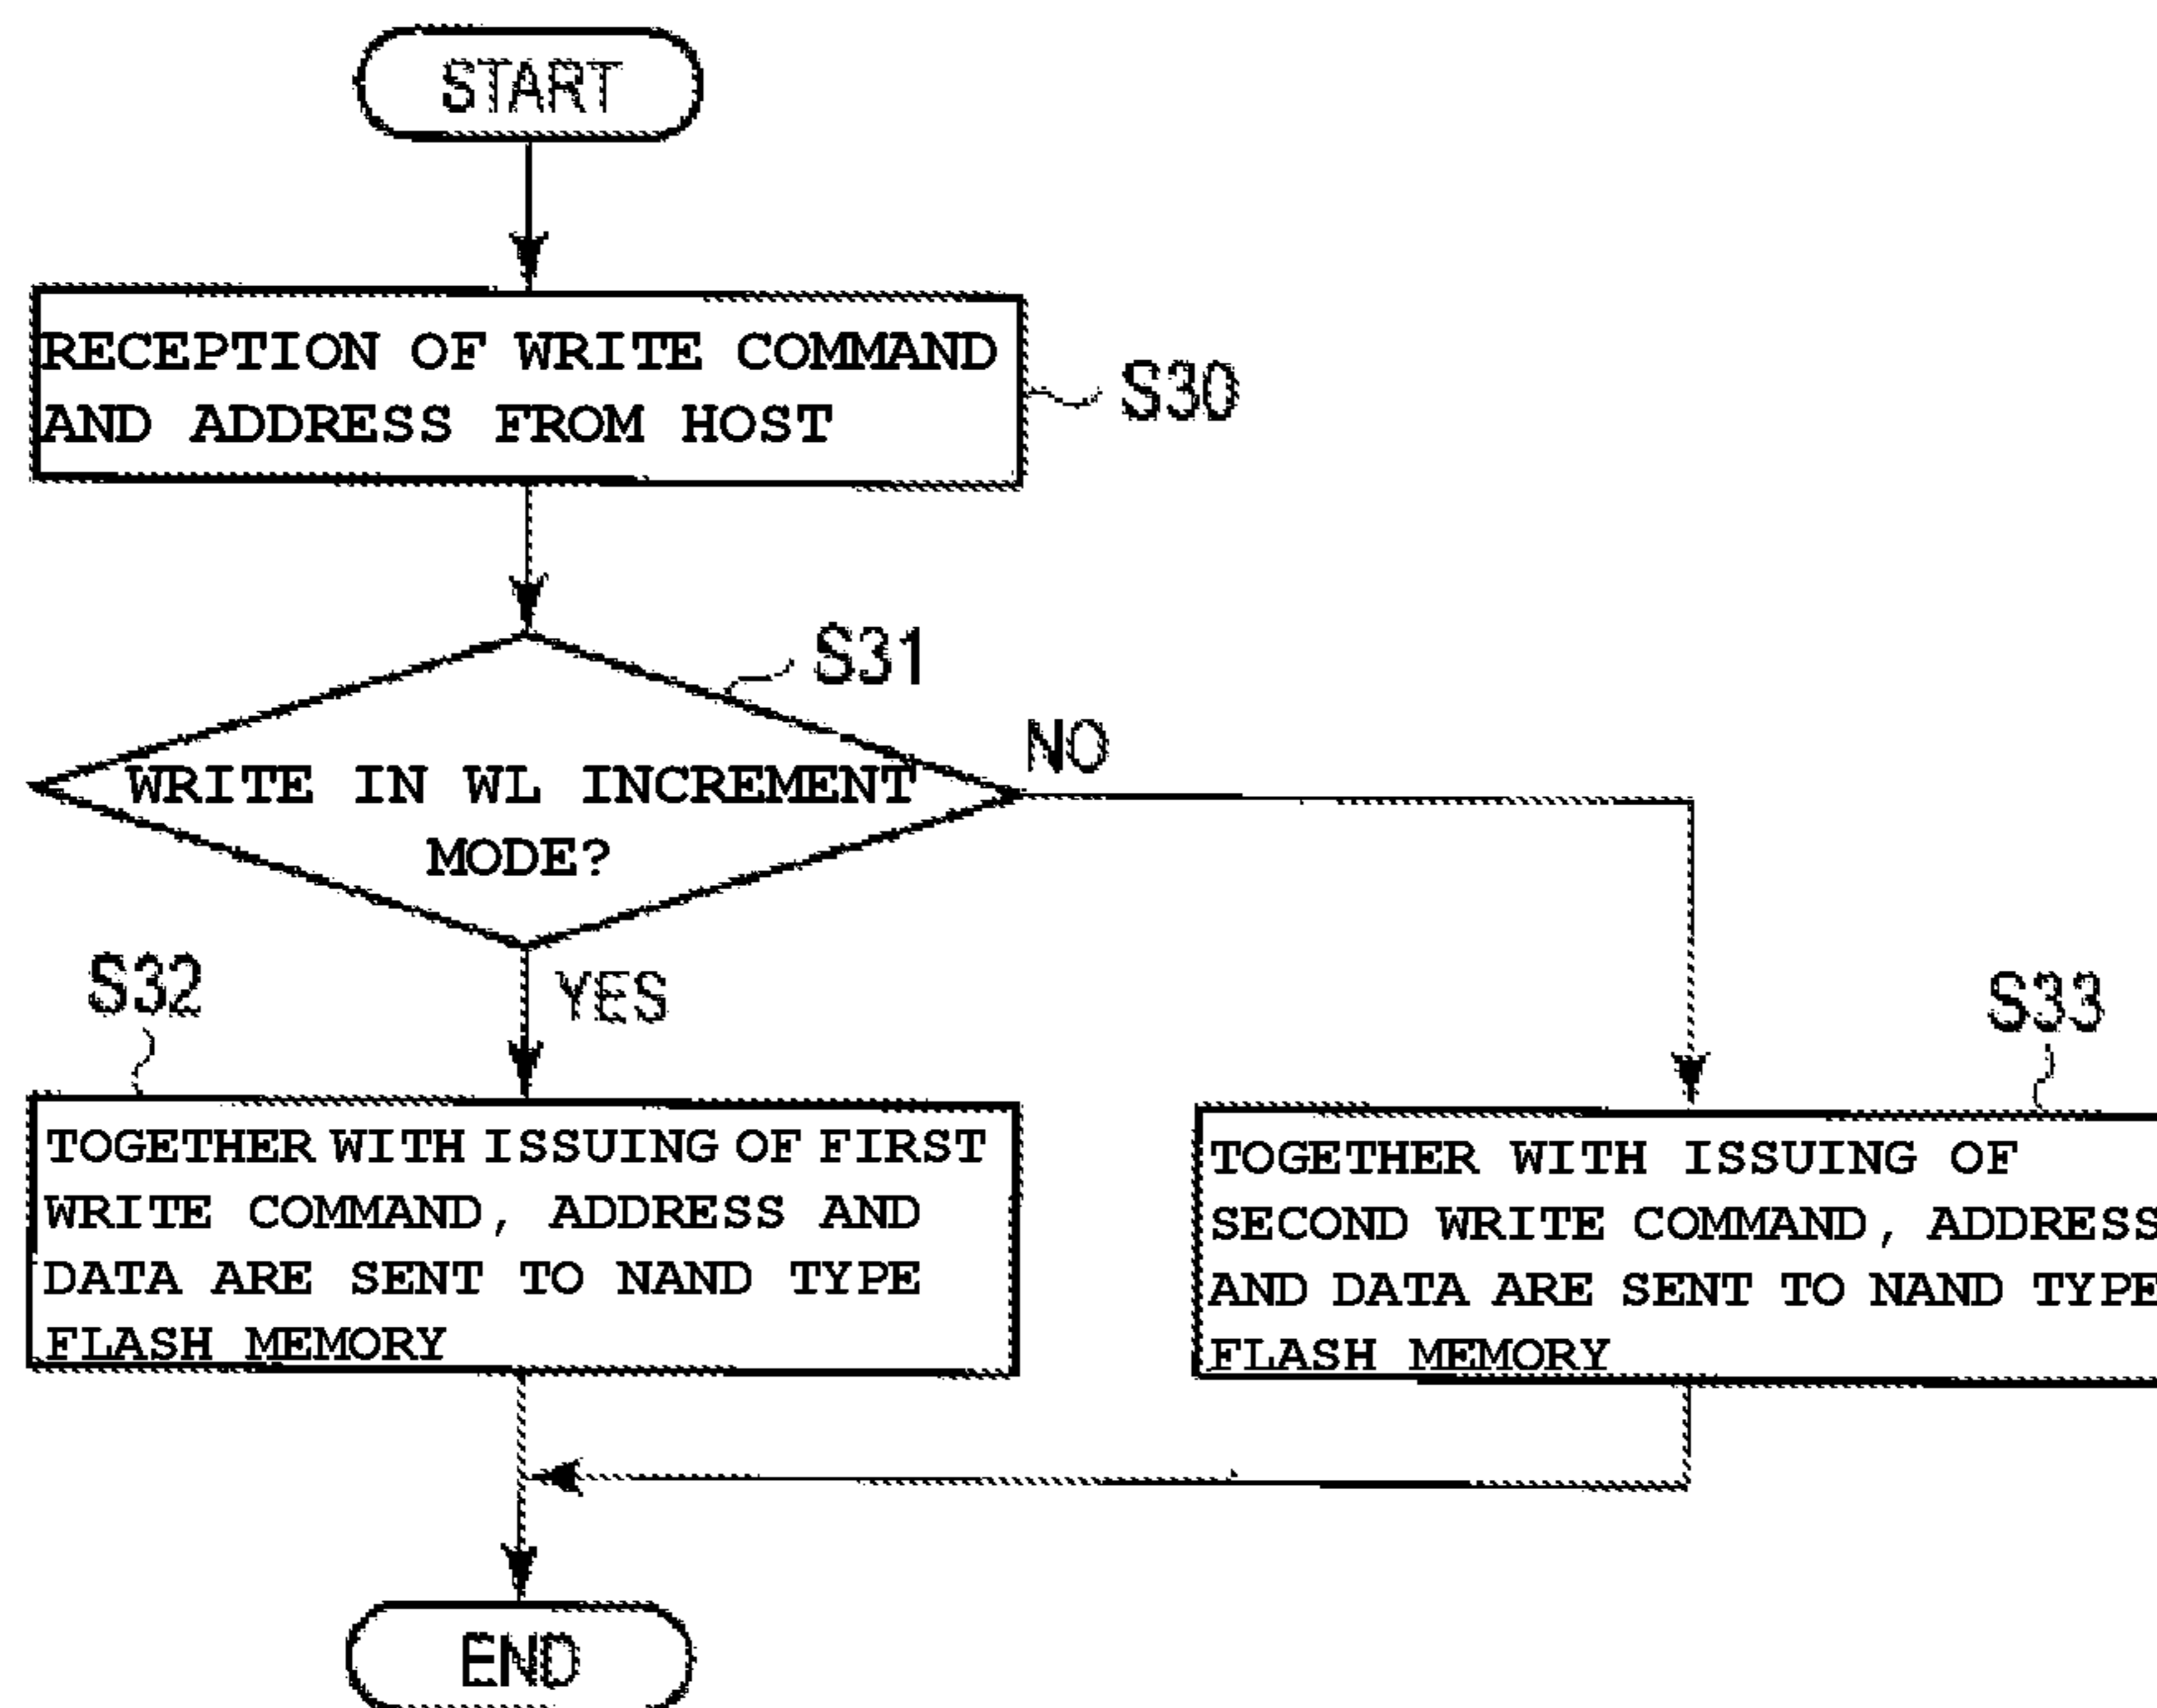 START
RECEPTION OF WRITE COMMAND
AND ADDRESS FROM HOST
S30
S31
WRITE IN WL INCREMENT
MODE?
NO
YES
S32
TOGETHER WITH ISSUING OF FIRST
WRITE COMMAND, ADDRESS AND
DATA ARE SENT TO NAND TYPE
FLASH MEMORY
S33
TOGETHER WITH ISSUING OF
SECOND WRITE COMMAND, ADDRESS
AND DATA ARE SENT TO NAND TYPE
FLASH MEMORY
END